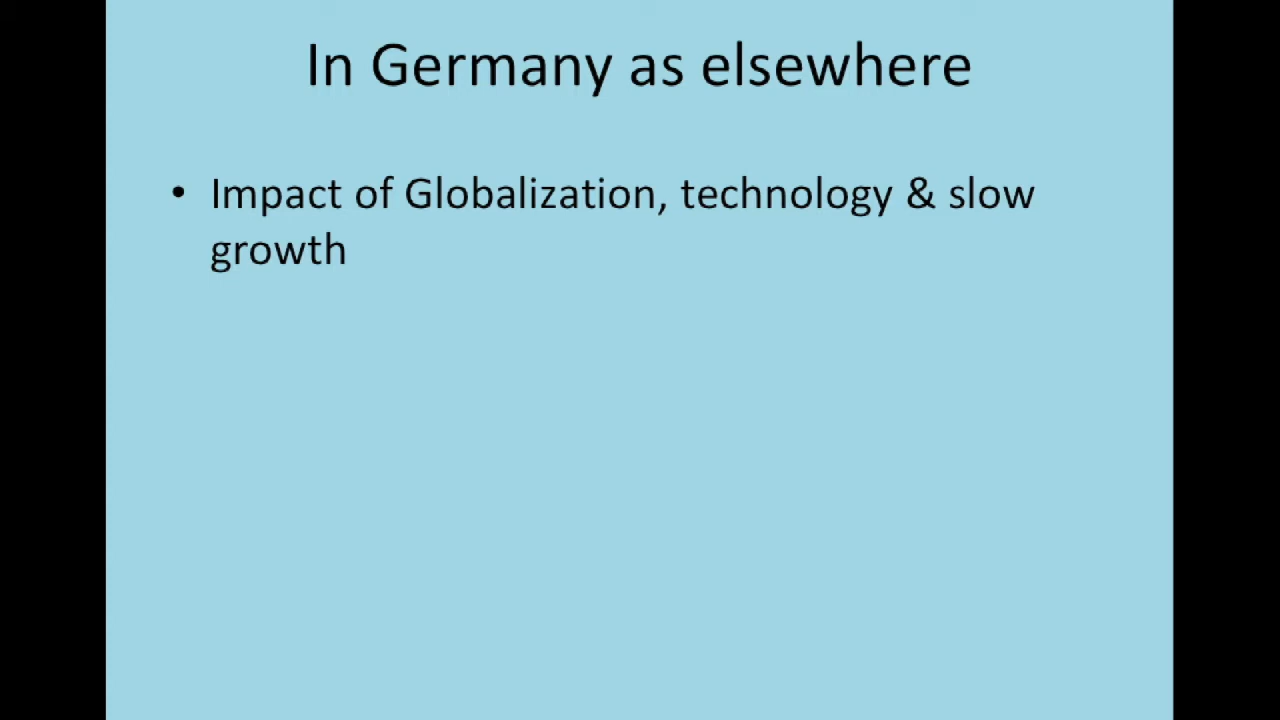 In Germany as elsewhere
• Impact of Globalization, technology & slow
growth